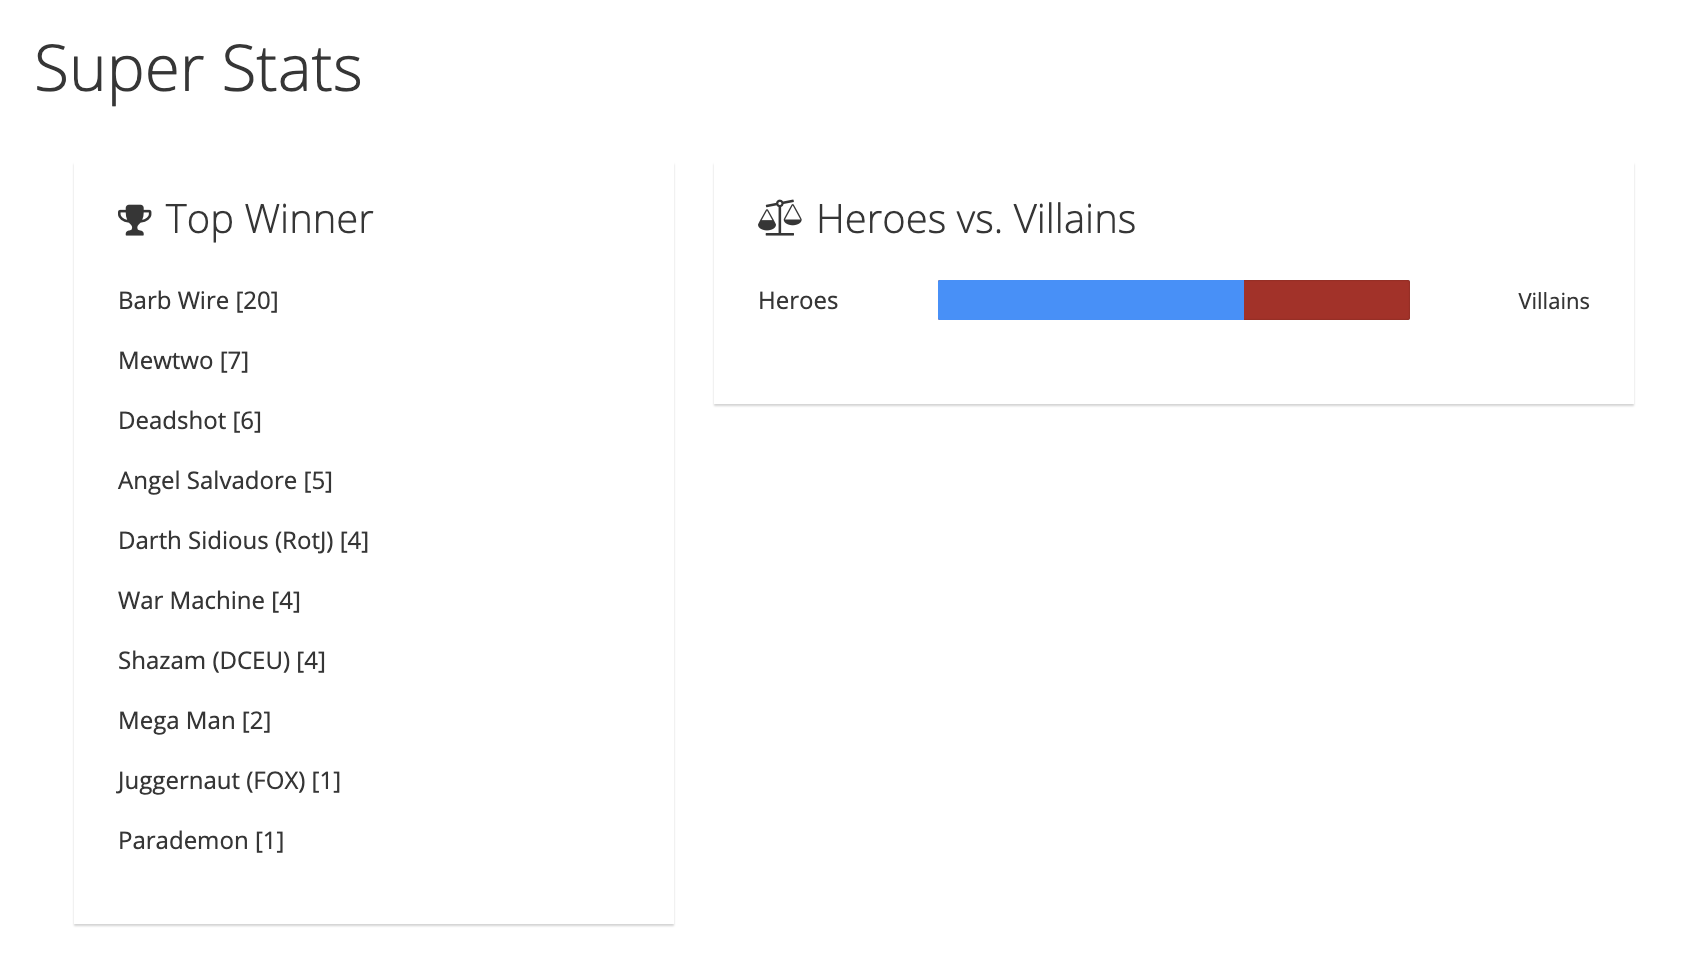 Super Stats
Top Winner
Barb Wire [20]
Mewtwo [7]
Deadshot [6]
Angel Salvadore [5]
Darth Sidious (RotJ) [4]
War Machine [4]
Shazam (DCEU) [4]
Mega Man [2]
Juggernaut (FOX) [1]
Parademon [1]
Heroes vs. Villains
Heroes
Villains